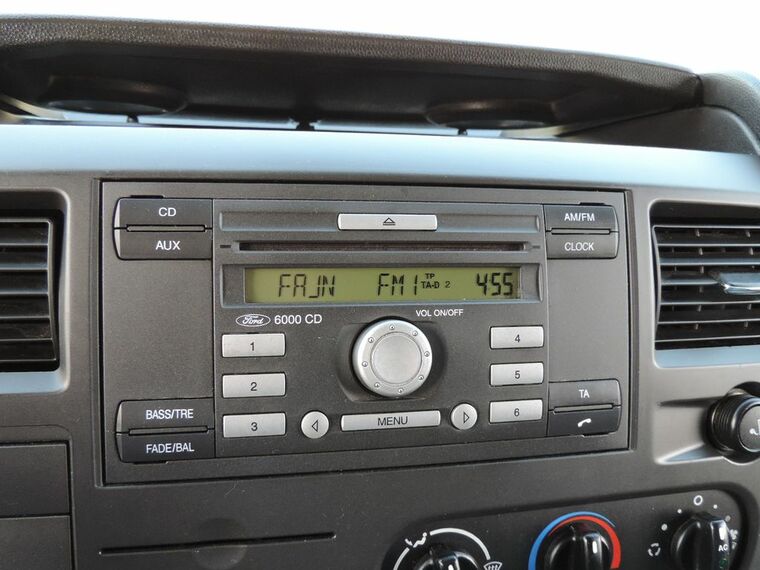 CD
AUX
AM/FM
CLOCK
FAJN FM1 TP TA-D 2 455
Ford 6000 CD
VOL ON/OFF
1
2
3
4
5
6
MENU
BASS/TRE
FADE/BAL
TA
AC